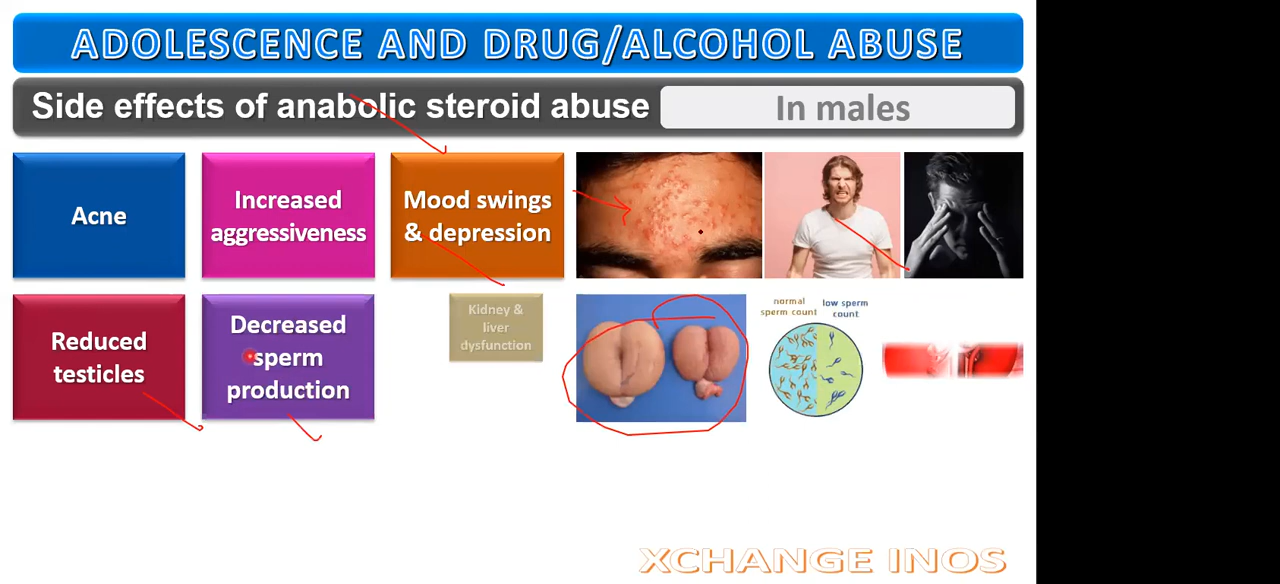 ADOLESCENCE AND DRUG/ALCOHOL ABUSE
Side effects of anabolic steroid abuse
In males
Acne
Increased
aggressiveness
Mood swings
& depression
Reduced
testicles
Decreased
sperm
production
Kidney &
liver
dysfunction
normal
sperm count
low sperm
count
XCHANGE INOS